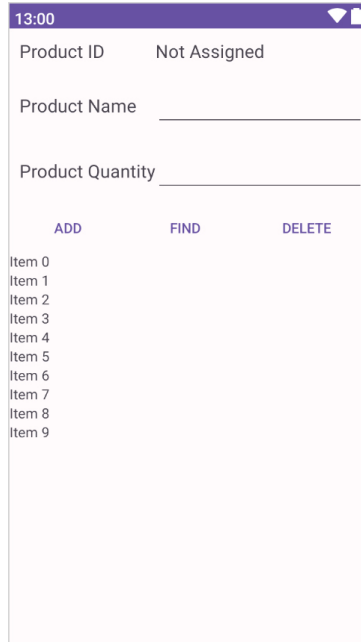 13:00
Product ID Not Assigned
Product Name
Product Quantity
ADD FIND DELETE
Item 0
Item 1
Item 2
Item 3
Item 4
Item 5
Item 6
Item 7
Item 8
Item 9